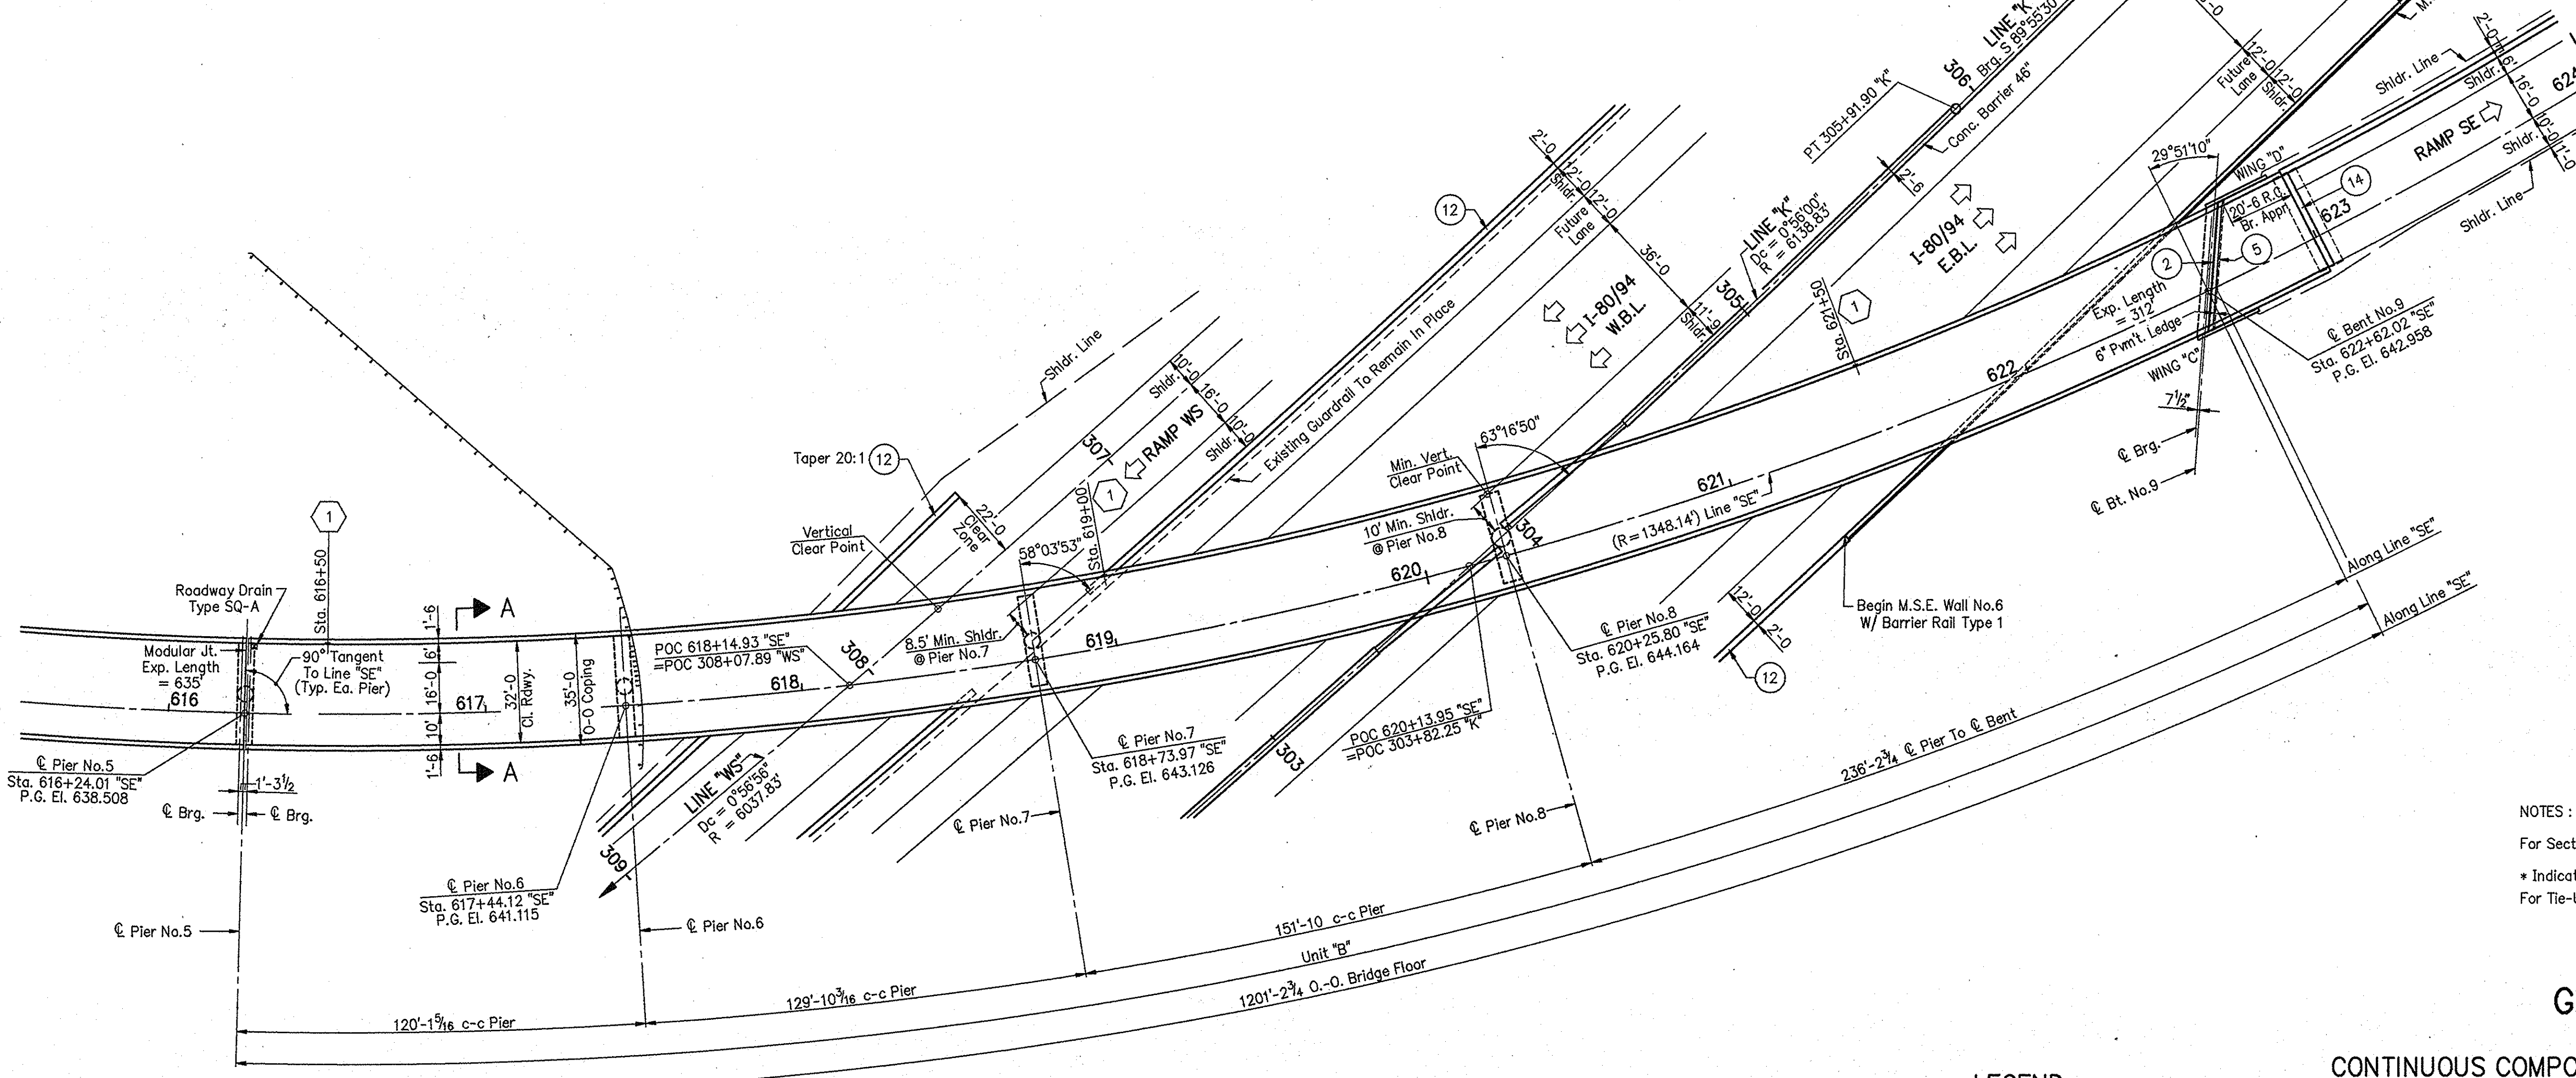 Sta. 616+50
1
Roadway Drain
Type SQ-A
Modular Jt.
Exp. Length
= 635'
616
90° Tangent
To Line "SE"
(Typ. Ea. Pier)
A
A
617
1'-6
6'
16'-0
10'
1'-6
32'-0
Cl. Rdwy.
35'-0
O-O Coping
℄ Pier No.5
Sta. 616+24.01 "SE"
P.G. El. 638.508
1'-3½
℄ Brg.
℄ Brg.
℄ Pier No.5
℄ Pier No.6
Sta. 617+44.12 "SE"
P.G. El. 641.115
℄ Pier No.6
120'-1⁵⁄₁₆ c-c Pier
129'-10³⁄₁₆ c-c Pier
POC 618+14.93 "SE"
=POC 308+07.89 "WS"
618
308
309
LINE "WS"
Dc = 0°56'56"
R = 6037.83'
Vertical
Clear Point
Taper 20:1
12
22'-0
Clear
Zone
Shldr. Line
307
10'-0
Shldr.
16'-0
10'-0
Shldr.
RAMP WS
Sta. 619+00
1
58°03'53"
8.5' Min. Shldr.
@ Pier No.7
619
℄ Pier No.7
Sta. 618+73.97 "SE"
P.G. El. 643.126
℄ Pier No.7
Existing Guardrail To Remain In Place
12
2'-0
12'-0
Shldr.
12'-0
Future
Lane
36'-0
11'-9
Shldr.
I-80/94
W.B.L.
Min. Vert.
Clear Point
63°16'50"
10' Min. Shldr.
@ Pier No.8
304
620
303
POC 620+13.95 "SE"
=POC 303+82.25 "K"
℄ Pier No.8
Sta. 620+25.80 "SE"
P.G. El. 644.164
℄ Pier No.8
151'-10 c-c Pier
Unit "B"
1201'-2¾ O.-O. Bridge Floor
236'-2¾ ℄ Pier To ℄ Bent
621
(R=1348.14') Line "SE"
LINE "K"
Dc = 0°56'00"
R = 6138.83'
305
PT 305+91.90 "K"
306
LINE "K"
Brg. S 89°55'30
Conc. Barrier 46"
2'-6
I-80/94
E.B.L.
Sta. 621+50
1
12'-0
2'-0
12
Begin M.S.E. Wall No.6
W/ Barrier Rail Type 1
622
12'-0
Future
Lane
12'-0
Shldr.
Exp. Length
= 312'
6" Pvm't. Ledge
WING "C"
WING "D"
29°51'10"
20'-6 R.C.
Br. Appr.
2
5
14
623
7½"
℄ Brg.
℄ Bt. No.9
℄ Bent No.9
Sta. 622+62.02 "SE"
P.G. El. 642.958
Shldr. Line
2'-0
6'
Shldr.
16'-0
10'-0
Shldr.
1'-0
RAMP SE
624
Shldr. Line
Along Line "SE"
Along Line "SE"
NOTES :
For Sect
* Indicat
For Tie-
G
CONTINUOUS COMPO
LEGEND